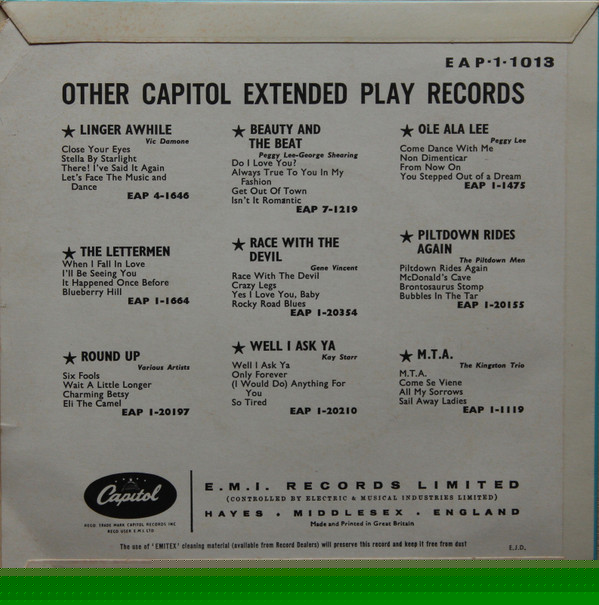 EAP·1·1013
OTHER CAPITOL EXTENDED PLAY RECORDS
★ LINGER AWHILE
Vic Damone
Close Your Eyes
Stella By Starlight
There! I've Said It Again
Let's Face The Music and
Dance
EAP 4-1646
★ BEAUTY AND
THE BEAT
Peggy Lee-George Shearing
Do I Love You?
Always True To You In My
Fashion
Get Out Of Town
Isn't It Romantic
EAP 7-1219
★ OLE ALA LEE
Peggy Lee
Come Dance With Me
Non Dimenticar
From Now On
You Stepped Out of a Dream
EAP 1-1475
★ THE LETTERMEN
When I Fall In Love
I'll Be Seeing You
It Happened Once Before
Blueberry Hill
EAP 1-1664
★ RACE WITH THE
DEVIL
Gene Vincent
Race With The Devil
Crazy Legs
Yes I Love You, Baby
Rocky Road Blues
EAP 1-20354
★ PILTDOWN RIDES
AGAIN
The Piltdown Men
Piltdown Rides Again
McDonald's Cave
Brontosaurus Stomp
Bubbles In The Tar
EAP 1-20155
★ ROUND UP
Various Artists
Six Fools
Wait A Little Longer
Charming Betsy
Eli The Camel
EAP 1-20197
★ WELL I ASK YA
Kay Starr
Well I Ask Ya
Only Forever
(I Would Do) Anything For
You
So Tired
EAP 1-20210
★ M.T.A.
The Kingston Trio
M.T.A.
Come Se Viene
All My Sorrows
Sail Away Ladies
EAP 1-1119
Capitol
REGD TRADE MARK CAPITOL RECORDS INC
REGD USER E.M.I. LTD
E.M.I. RECORDS LIMITED
(CONTROLLED BY ELECTRIC & MUSICAL INDUSTRIES LIMITED)
HAYES · MIDDLESEX · ENGLAND
Made and Printed in Great Britain
The use of 'EMITEX' cleaning material (available from Record Dealers) will preserve this record and keep it free from dust
E.J.D.